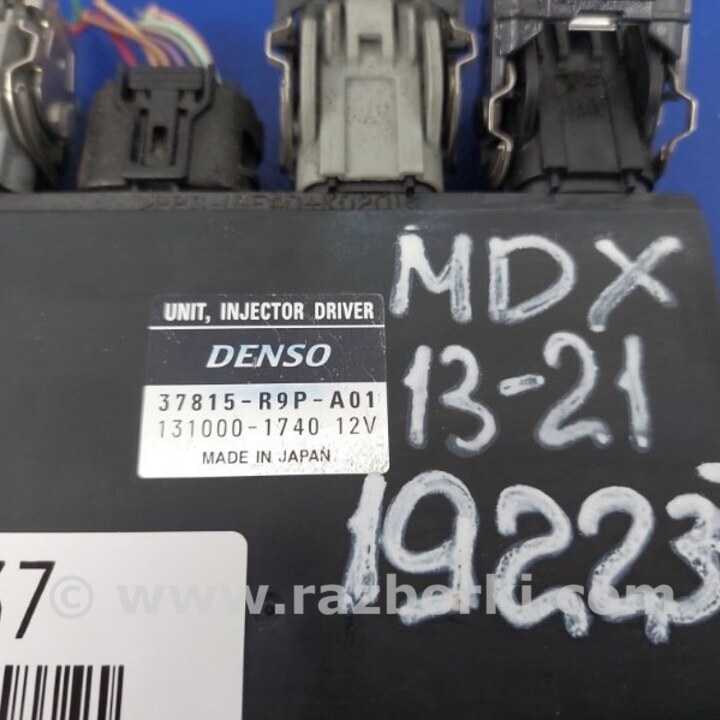 MDX
13-21
19223
UNIT, INJECTOR DRIVER
DENSO
37815-R9P-A01
131000-1740 12V
MADE IN JAPAN
37
© www.razborki.com